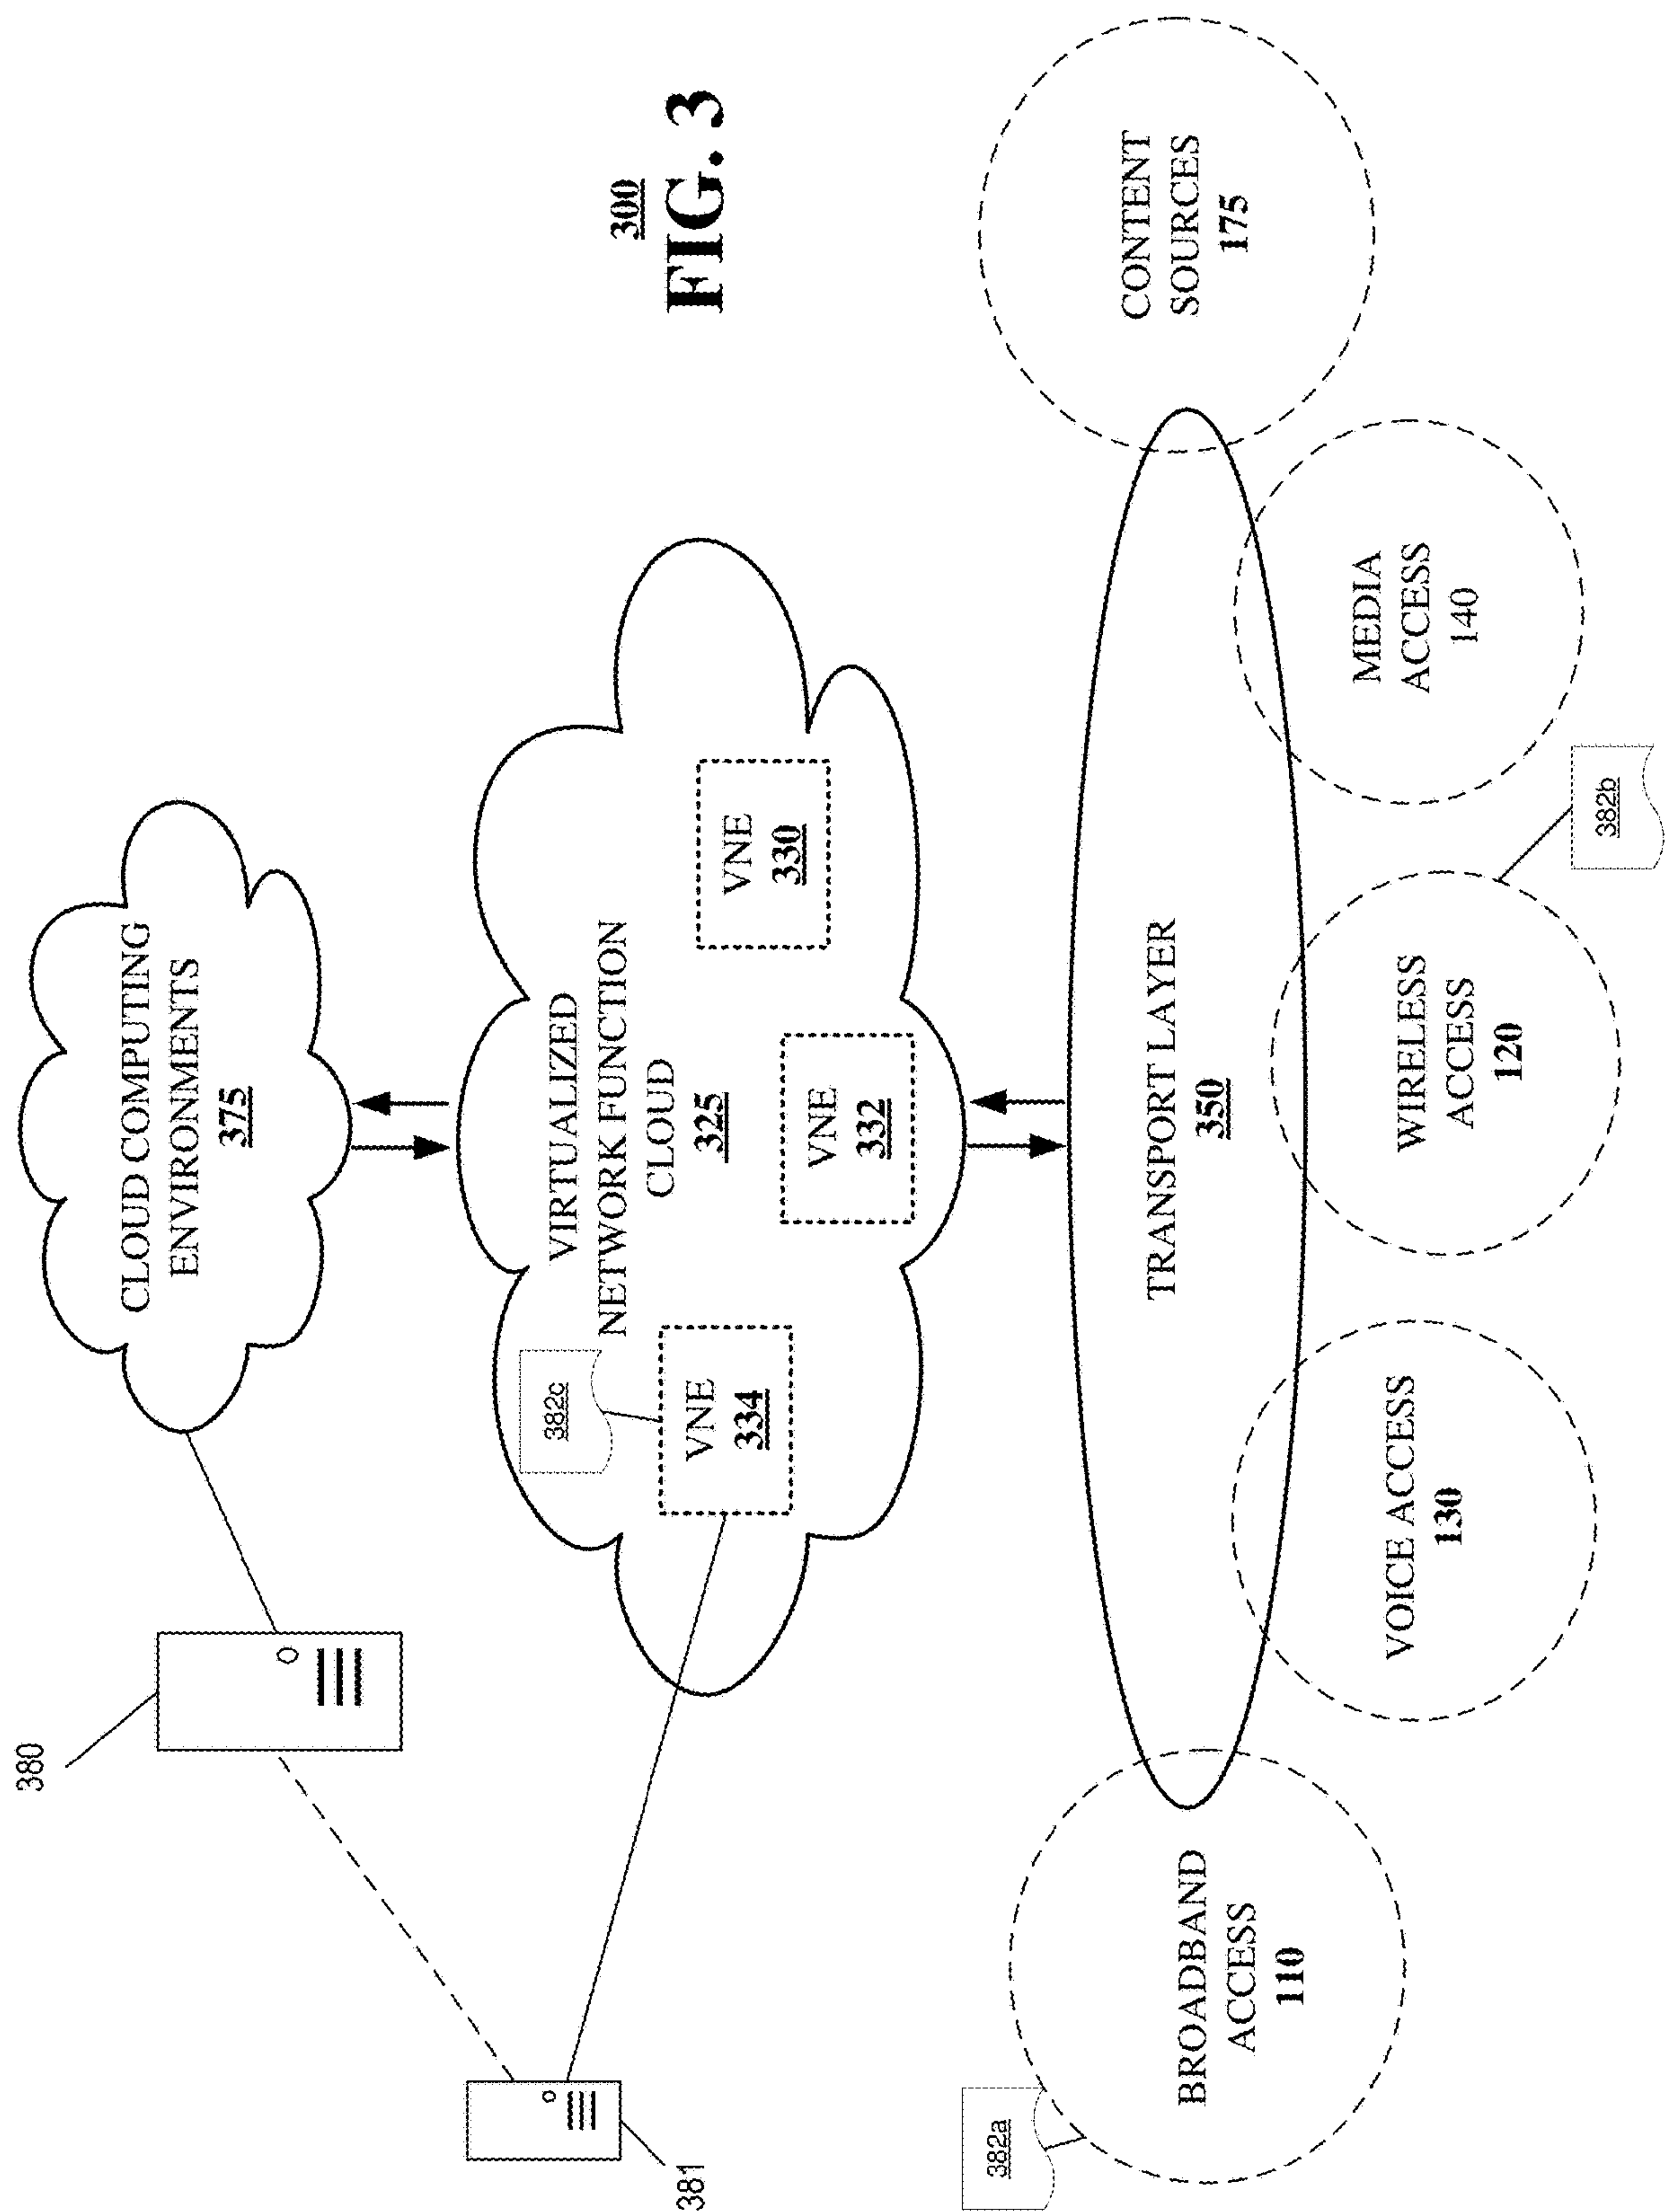 380
381
CLOUD COMPUTING
ENVIRONMENTS
375
VIRTUALIZED
NETWORK FUNCTION
CLOUD
325
382c
VNE
334
VNE
332
VNE
330
300
FIG. 3
TRANSPORT LAYER
350
382a
BROADBAND
ACCESS
110
VOICE ACCESS
130
WIRELESS
ACCESS
120
382b
MEDIA
ACCESS
140
CONTENT
SOURCES
175